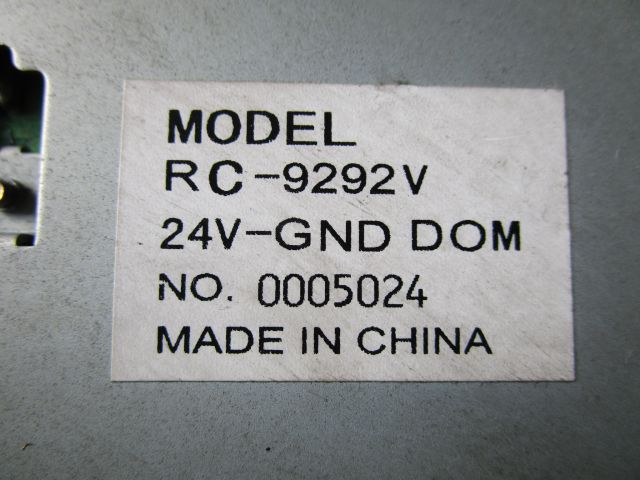 MODEL
RC-9292V
24V-GND DOM
NO. 0005024
MADE IN CHINA